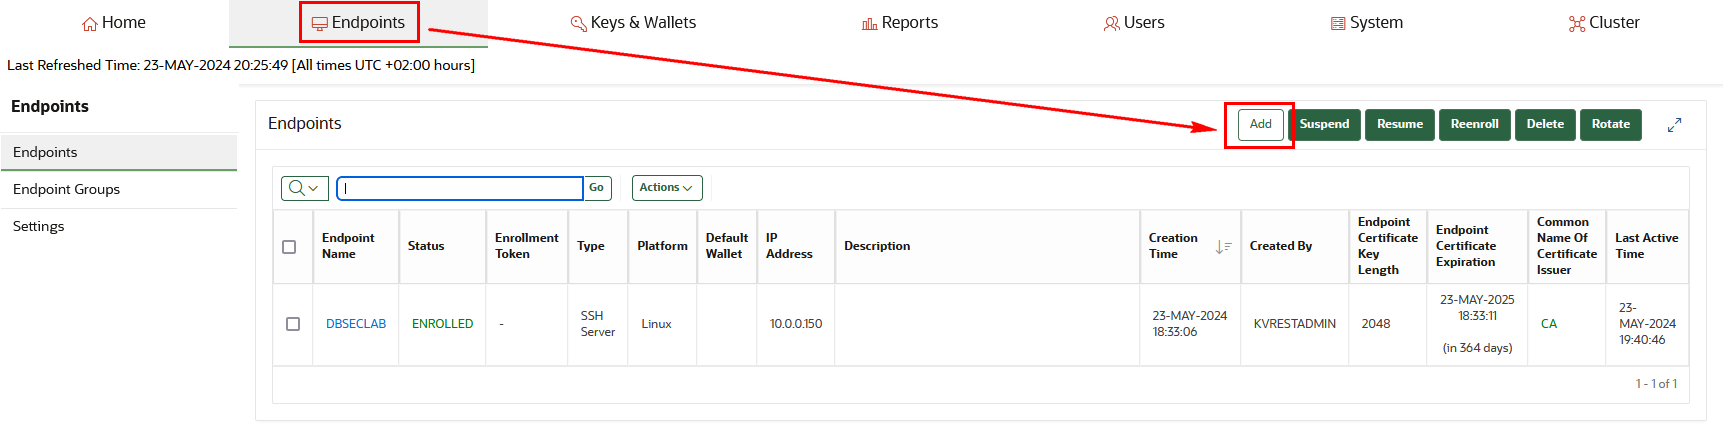 Home
Endpoints
Keys & Wallets
Reports
Users
System
Cluster
Last Refreshed Time: 23-MAY-2024 20:25:49 [All times UTC +02:00 hours]
Endpoints
Endpoints
Endpoint Groups
Settings
Endpoints
Add
Suspend
Resume
Reenroll
Delete
Rotate
Go
Actions
Endpoint
Name
Status
Enrollment
Token
Type
Platform
Default
Wallet
IP
Address
Description
Creation
Time
Created By
Endpoint
Certificate
Key
Length
Endpoint
Certificate
Expiration
Common
Name Of
Certificate
Issuer
Last Active
Time
DBSECLAB
ENROLLED
-
SSH
Server
Linux
10.0.0.150
23-MAY-2024
18:33:06
KVRESTADMIN
2048
23-MAY-2025
18:33:11
(in 364 days)
CA
23-
MAY-2024
19:40:46
1 - 1 of 1